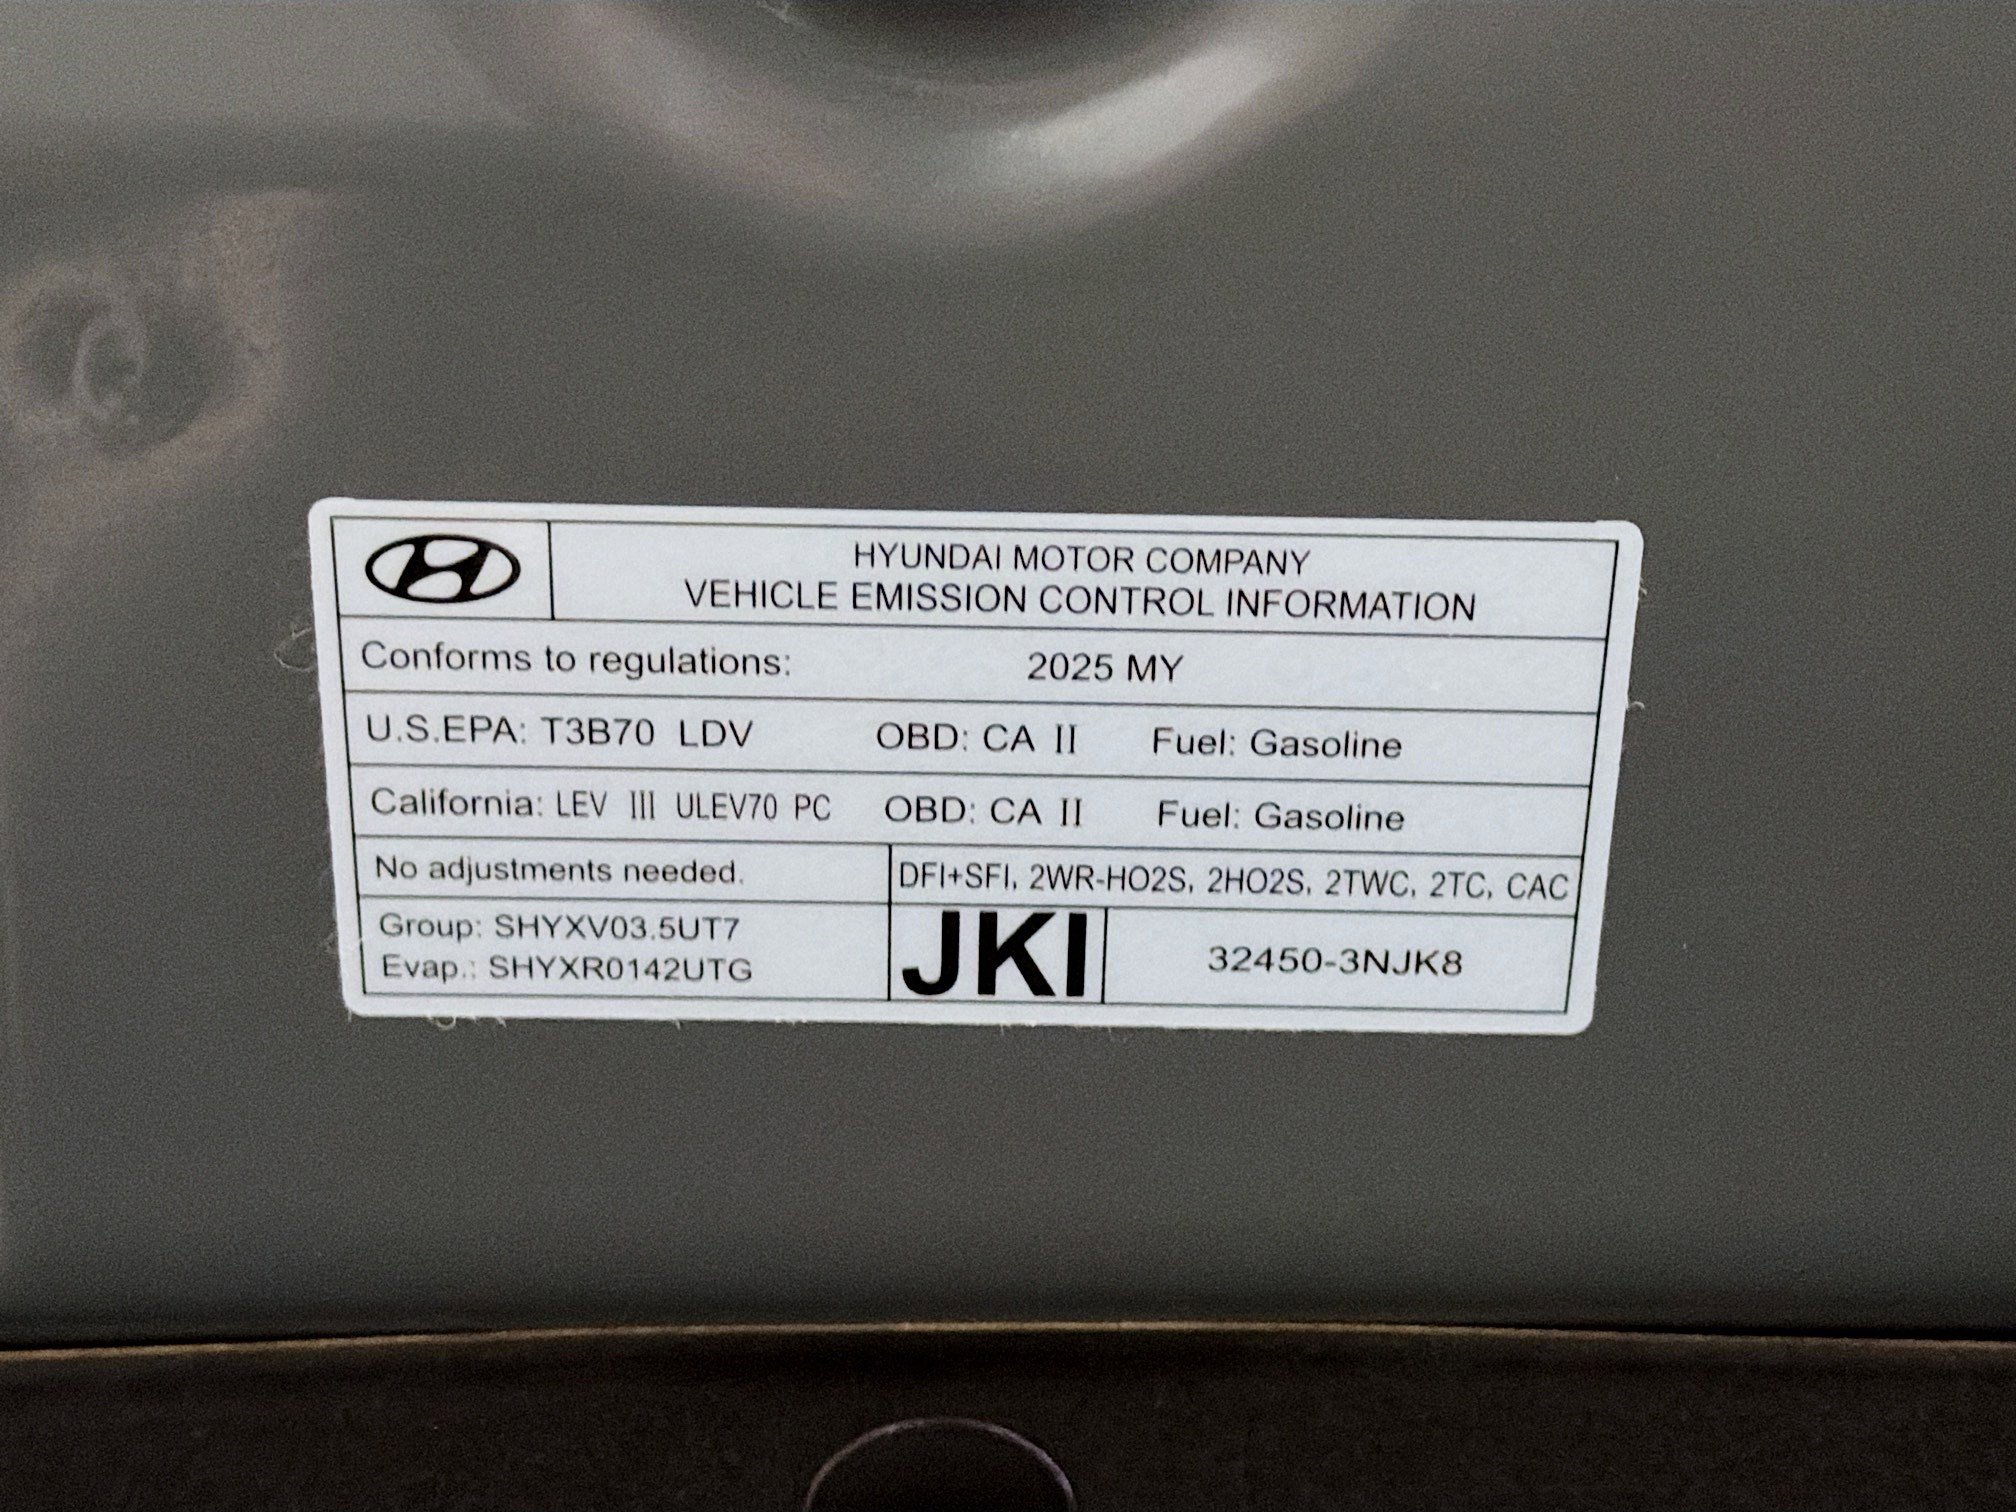 HYUNDAI MOTOR COMPANY
VEHICLE EMISSION CONTROL INFORMATION
Conforms to regulations: 2025 MY
U.S.EPA: T3B70 LDV OBD: CA II Fuel: Gasoline
California: LEV III ULEV70 PC OBD: CA II Fuel: Gasoline
No adjustments needed. DFI+SFI, 2WR-HO2S, 2HO2S, 2TWC, 2TC, CAC
Group: SHYXV03.5UT7
Evap.: SHYXR0142UTG
JKI 32450-3NJK8